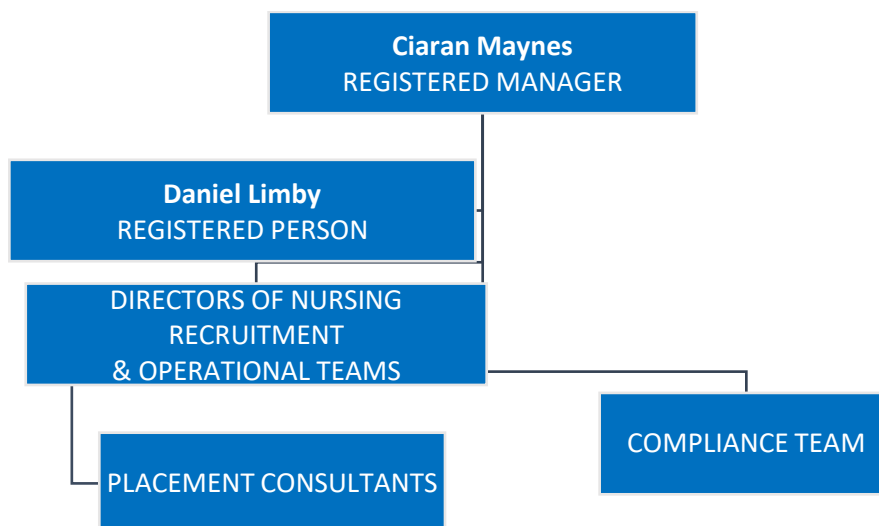 Ciaran Maynes
REGISTERED MANAGER
Daniel Limby
REGISTERED PERSON
DIRECTORS OF NURSING
RECRUITMENT
& OPERATIONAL TEAMS
COMPLIANCE TEAM
PLACEMENT CONSULTANTS